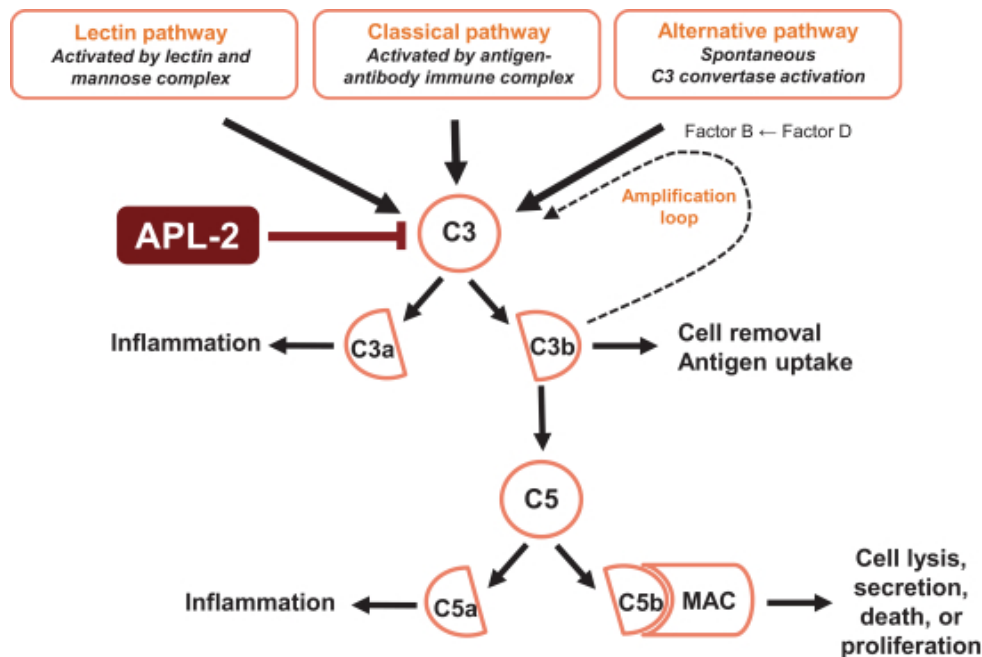 Lectin pathway
Activated by lectin and
mannose complex
Classical pathway
Activated by antigen-
antibody immune complex
Alternative pathway
Spontaneous
C3 convertase activation
Factor B ← Factor D
Amplification
loop
APL-2
C3
Inflammation
C3a
C3b
Cell removal
Antigen uptake
C5
Inflammation
C5a
C5b
MAC
Cell lysis,
secretion,
death, or
proliferation